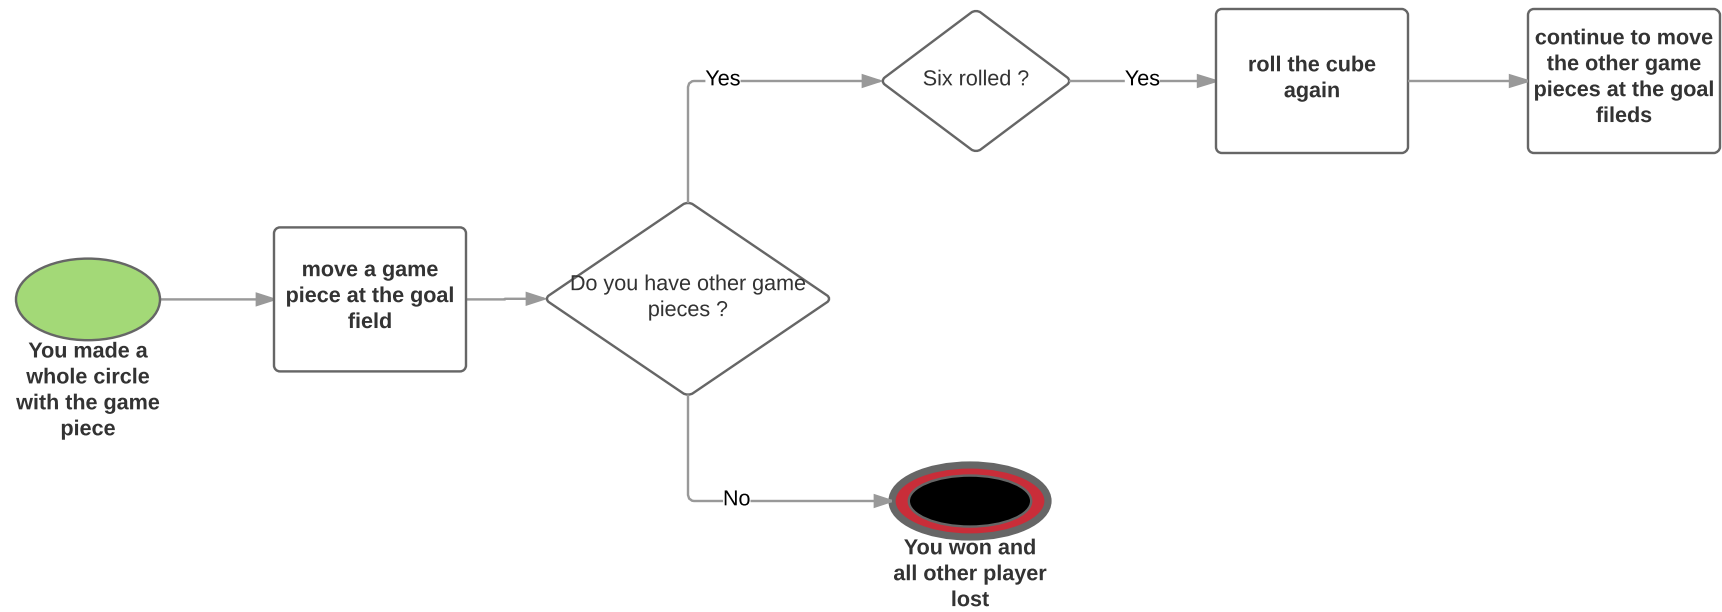 You made a
whole circle
with the game
piece
move a game
piece at the goal
field
Do you have other game
pieces ?
Yes
Six rolled ?
Yes
roll the cube
again
continue to move
the other game
pieces at the goal
fileds
No
You won and
all other player
lost